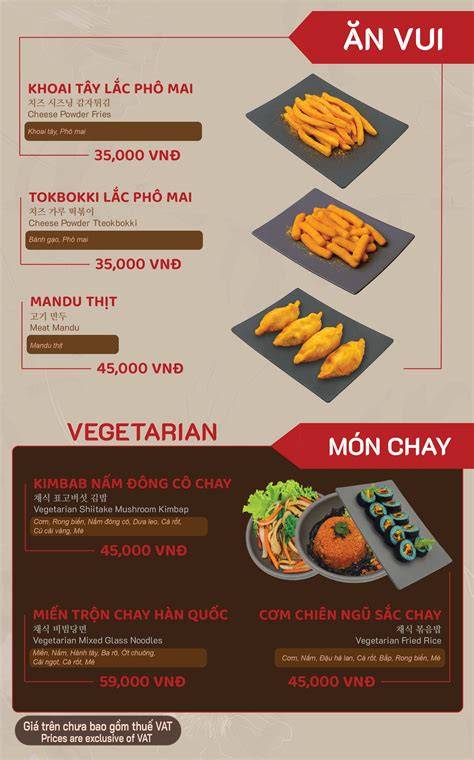 ĂN VUI
KHOAI TÂY LẮC PHÔ MAI
치즈 시즈닝 감자튀김
Cheese Powder Fries
Khoai tây, Phô mai
35,000 VNĐ
TOKBOKKI LẮC PHÔ MAI
치즈 가루 떡볶이
Cheese Powder Tteokbokki
Bánh gạo, Phô mai
35,000 VNĐ
MANDU THỊT
고기 만두
Meat Mandu
Mandu thịt
45,000 VNĐ
VEGETARIAN
MÓN CHAY
KIMBAB NẤM ĐÔNG CÔ CHAY
채식 표고버섯 김밥
Vegetarian Shiitake Mushroom Kimbap
Cơm, Rong biển, Nấm đông cô, Dưa leo, Cà rốt,
Củ cải vàng, Mè
45,000 VNĐ
MIẾN TRỘN CHAY HÀN QUỐC
채식 비빔당면
Vegetarian Mixed Glass Noodles
Miến, Nấm, Hành tây, Ba rô, Ớt chuông,
Cải ngọt, Cà rốt, Mè
59,000 VNĐ
CƠM CHIÊN NGŨ SẮC CHAY
채식 볶음밥
Vegetarian Fried Rice
Cơm, Nấm, Đậu hà lan, Cà rốt, Bắp, Rong biển, Mè
45,000 VNĐ
Giá trên chưa bao gồm thuế VAT
Prices are exclusive of VAT